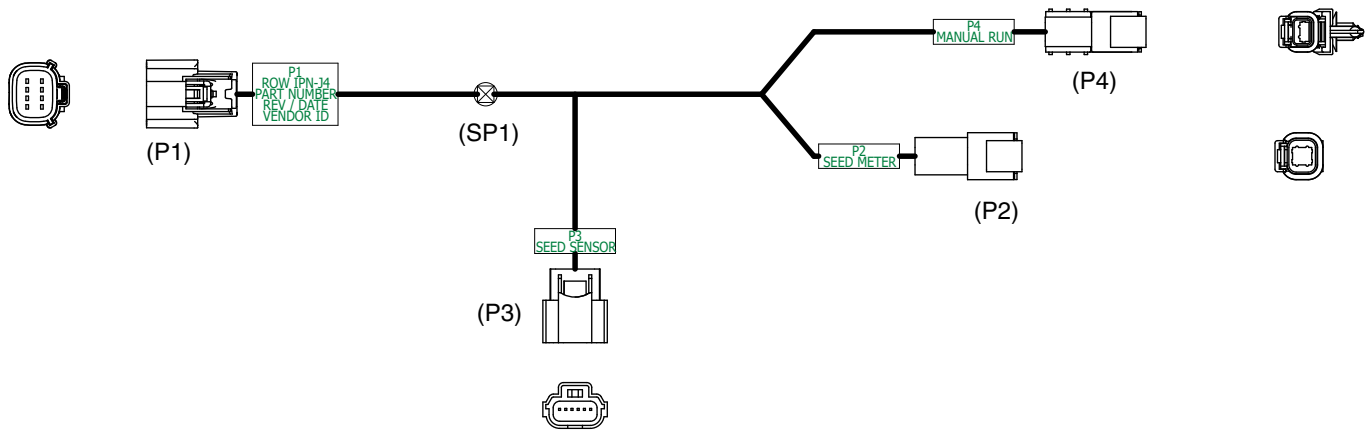 P4
MANUAL RUN
(P4)
P1
ROW IPN-J4
PART NUMBER
REV / DATE
VENDOR ID
(P1)
(SP1)
P2
SEED METER
(P2)
P3
SEED SENSOR
(P3)